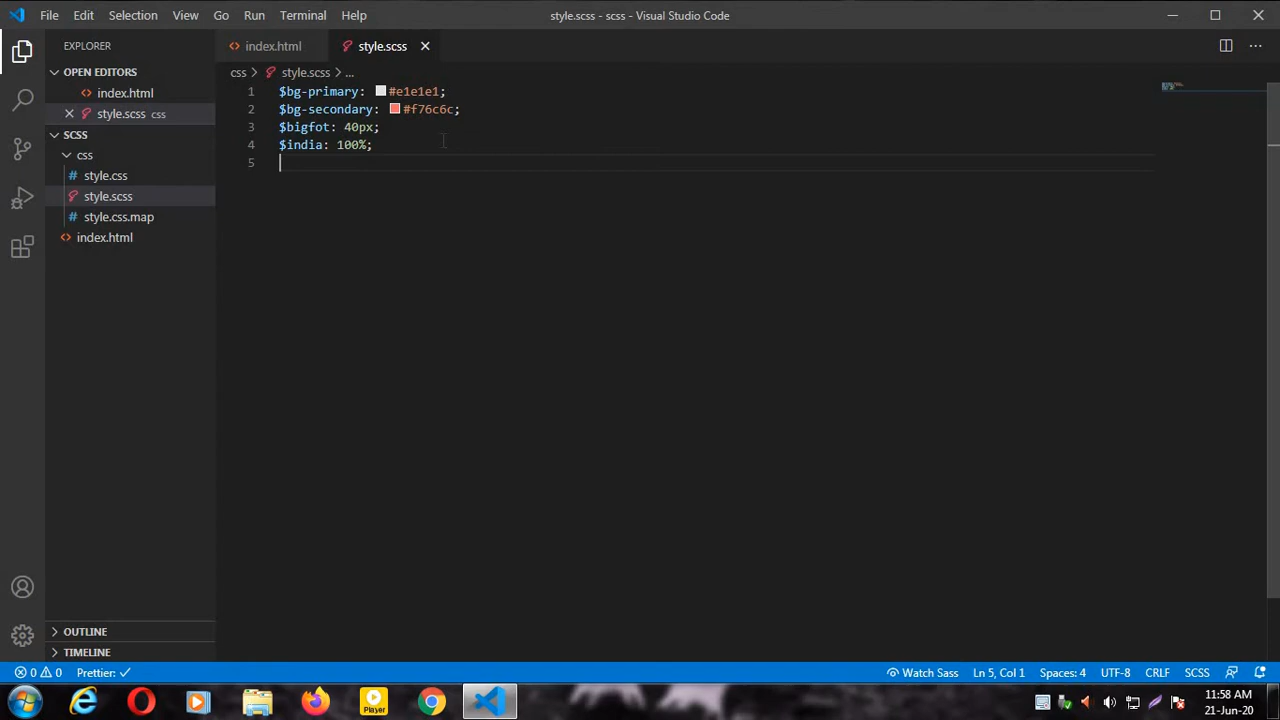 File Edit Selection View Go Run Terminal Help style.scss - scss - Visual Studio Code
EXPLORER
OPEN EDITORS
index.html
style.scss css
SCSS
css
style.css
style.scss
style.css.map
index.html
OUTLINE
TIMELINE
index.html style.scss
css > style.scss > ...
1 $bg-primary: #e1e1e1;
2 $bg-secondary: #f76c6c;
3 $bigfot: 40px;
4 $india: 100%;
5
0 0 Prettier: ✓ Watch Sass Ln 5, Col 1 Spaces: 4 UTF-8 CRLF SCSS
Player
11:58 AM
21-Jun-20